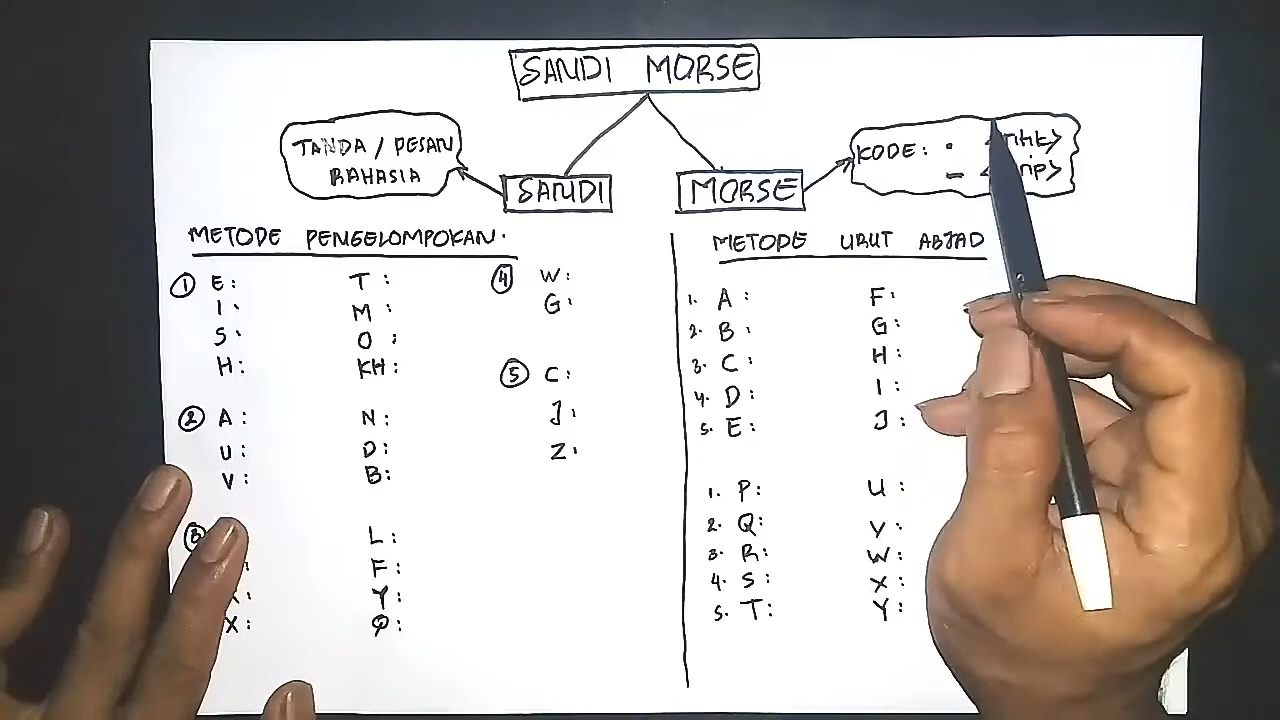 SANDI MORSE
TANDA / PESAN
RAHASIA
KODE: .
-
SANDI
MORSE
METODE PENGELOMPOKAN.
① E:
I:
S:
H:
T:
M:
O:
KH:
② A:
U:
V:
N:
D:
B:
③
X:
L:
F:
Y:
Q:
④ W:
G:
⑤ C:
J:
Z:
METODE URUT ABJAD
1. A:
2. B:
3. C:
4. D:
5. E:
F:
G:
H:
I:
J:
1. P:
2. Q:
3. R:
4. S:
5. T:
U:
V:
W:
X:
Y: